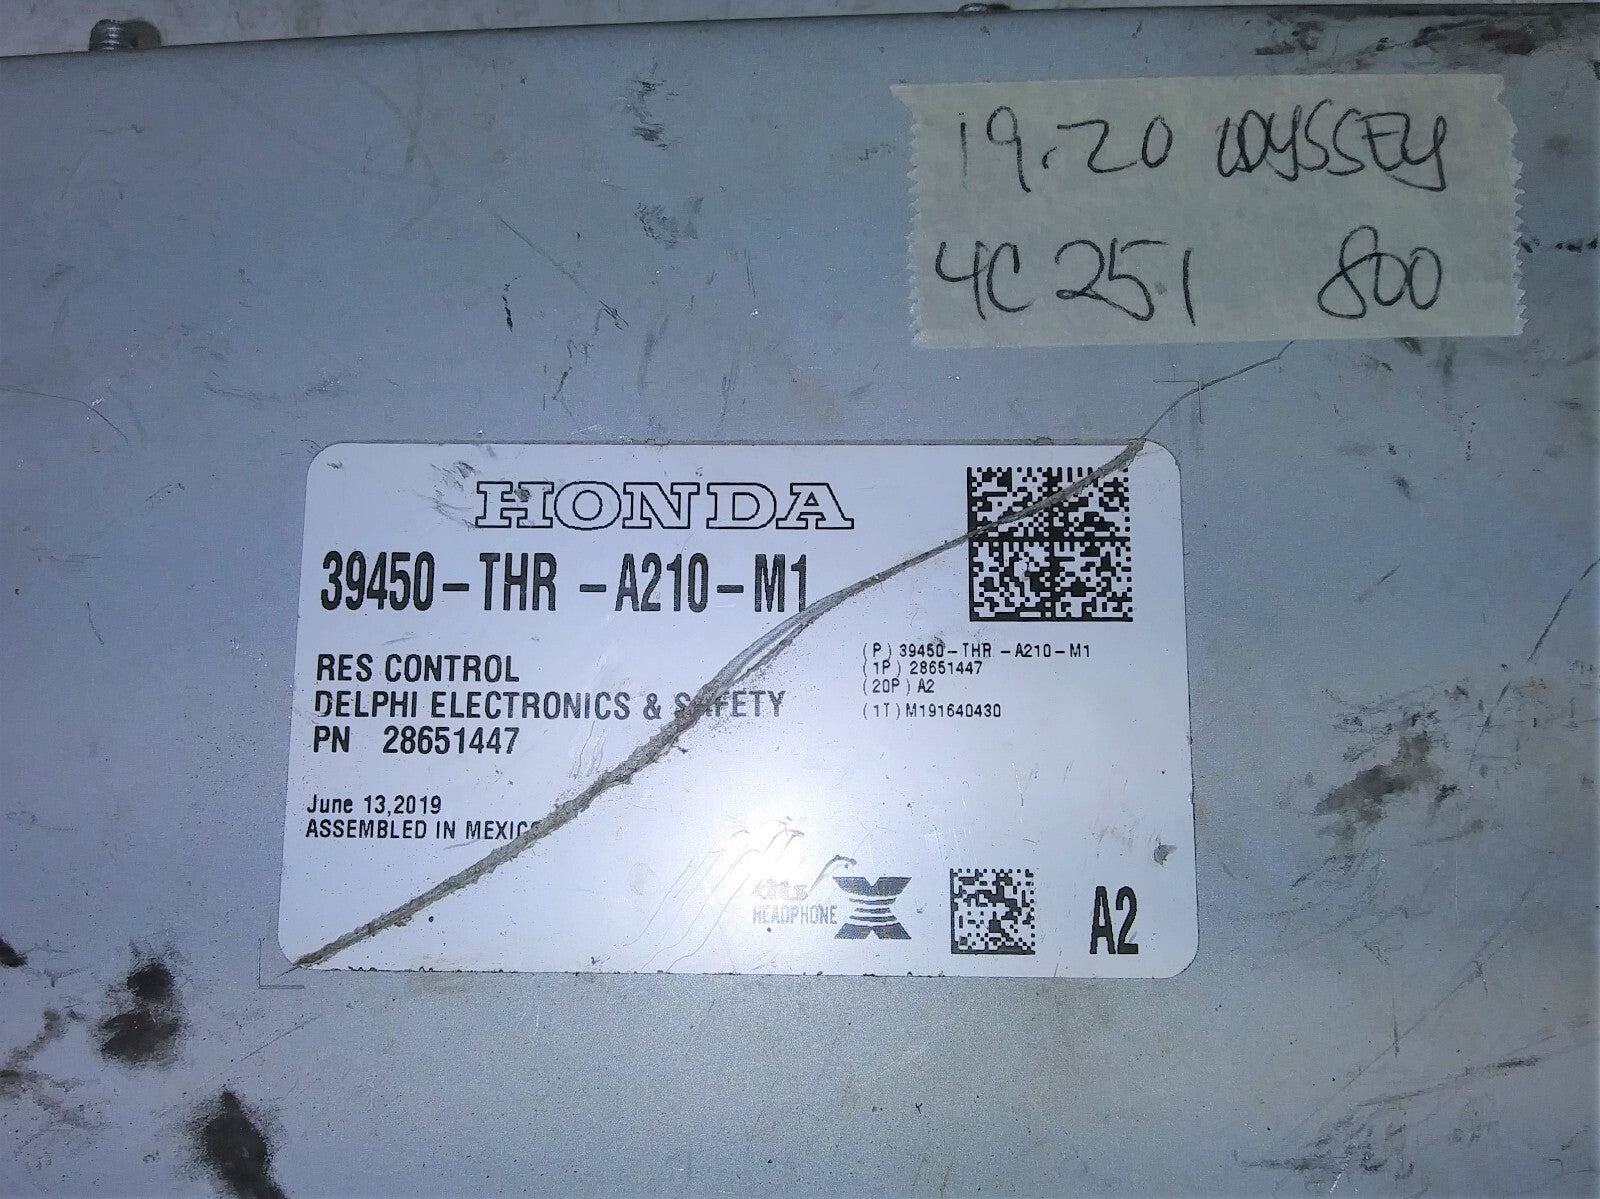 19-20 ODYSSEY
4C251 800
HONDA
39450-THR-A210-M1
RES CONTROL
DELPHI ELECTRONICS & SAFETY
PN 28651447
June 13,2019
ASSEMBLED IN MEXICO
(P) 39450-THR-A210-M1
(1P) 28651447
(20P) A2
(1T) M191640430
dts
HEADPHONE X
A2